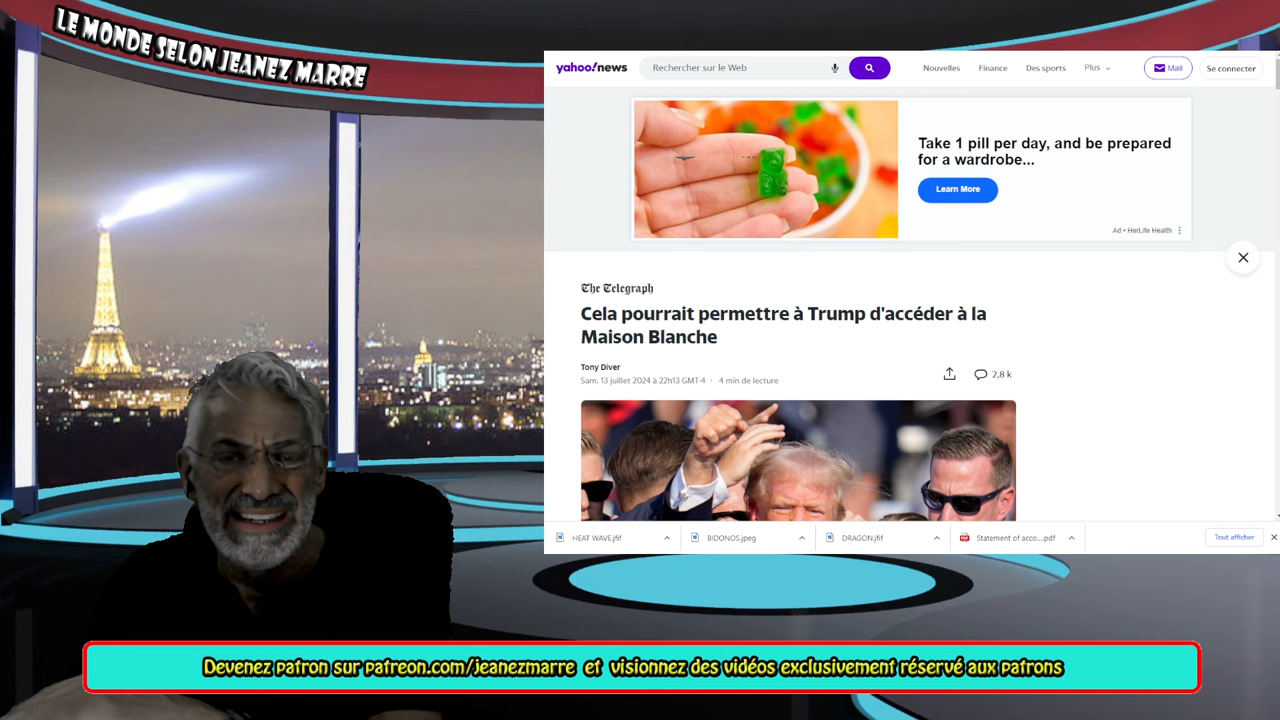 LE MONDE SELON JEANEZ MARRE
yahoo!news
Rechercher sur le Web
Nouvelles
Finance
Des sports
Plus
Mail
Se connecter
Take 1 pill per day, and be prepared
for a wardrobe...
Learn More
Ad • HerLife Health
The Telegraph
Cela pourrait permettre à Trump d'accéder à la
Maison Blanche
Tony Diver
Sam. 13 juillet 2024 à 22h13 GMT-4 · 4 min de lecture
2,8 k
HEAT WAVE.jfif
BIDONOS.jpeg
DRAGON.jfif
Statement of acco....pdf
Tout afficher
Devenez patron sur patreon.com/jeanezmarre et visionnez des vidéos exclusivement réservé aux patrons